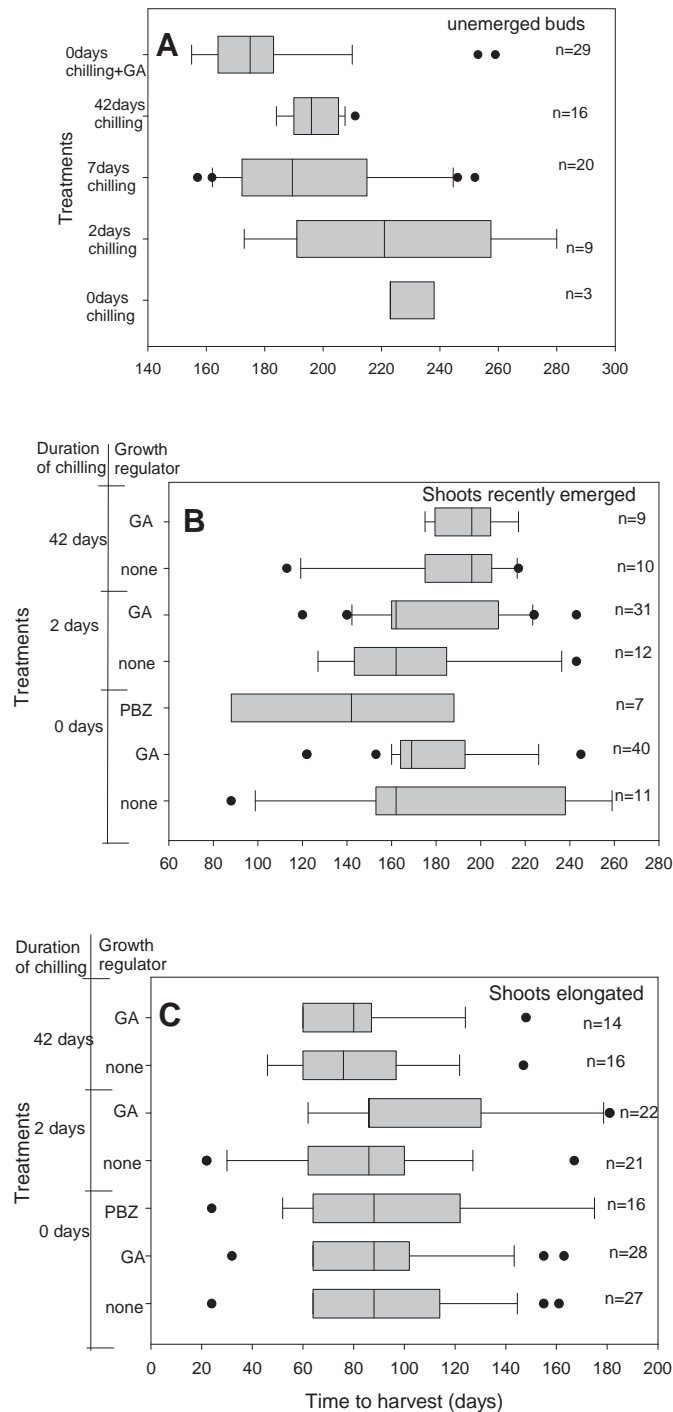 unemerged buds
A
0days
chilling+GA
n=29
42days
chilling
n=16
7days
chilling
n=20
2days
chilling
n=9
0days
chilling
n=3
Treatments
140 160 180 200 220 240 260 280 300
Duration
of chilling
Growth
regulator
Shoots recently emerged
B
42 days
GA
n=9
none
n=10
2 days
GA
n=31
none
n=12
0 days
PBZ
n=7
GA
n=40
none
n=11
Treatments
60 80 100 120 140 160 180 200 220 240 260 280
Duration
of chilling
Growth
regulator
Shoots elongated
C
42 days
GA
n=14
none
n=16
2 days
GA
n=22
none
n=21
0 days
PBZ
n=16
GA
n=28
none
n=27
Treatments
0 20 40 60 80 100 120 140 160 180 200
Time to harvest (days)